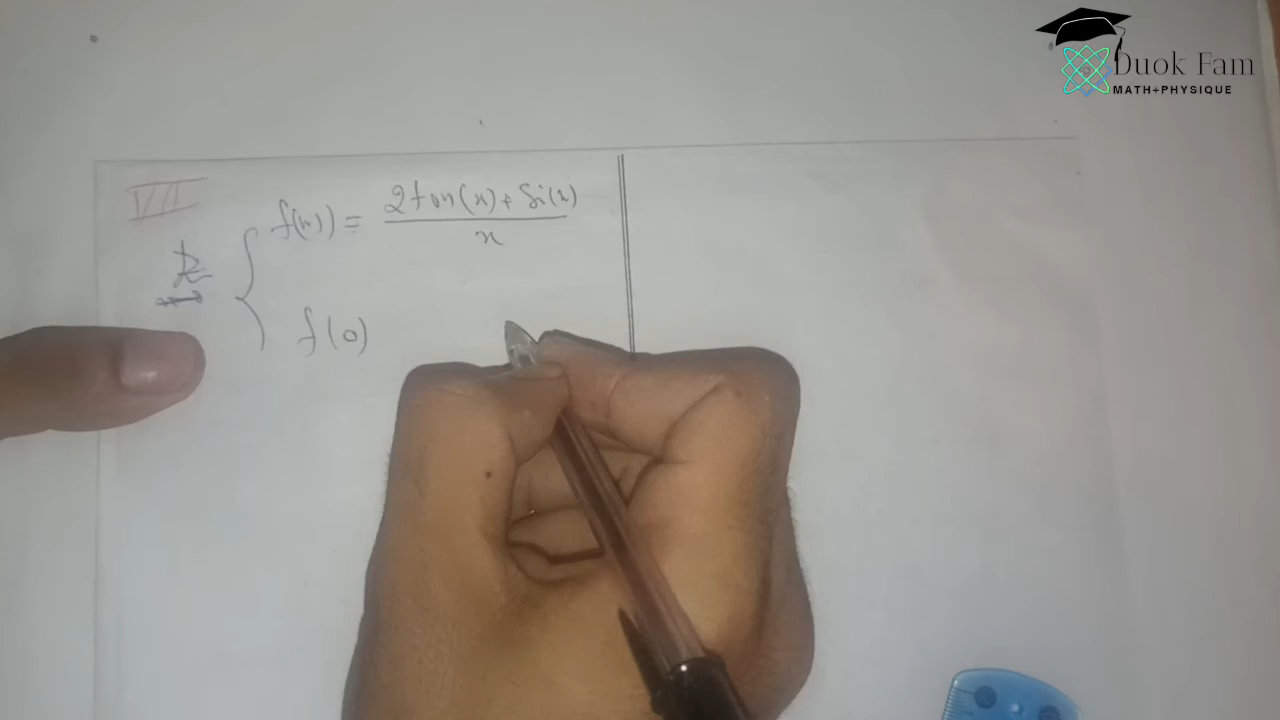 Duok Fam
MATH+PHYSIQUE
VII
f(x) = 2tan(x) + Si(x)
x
f(0)